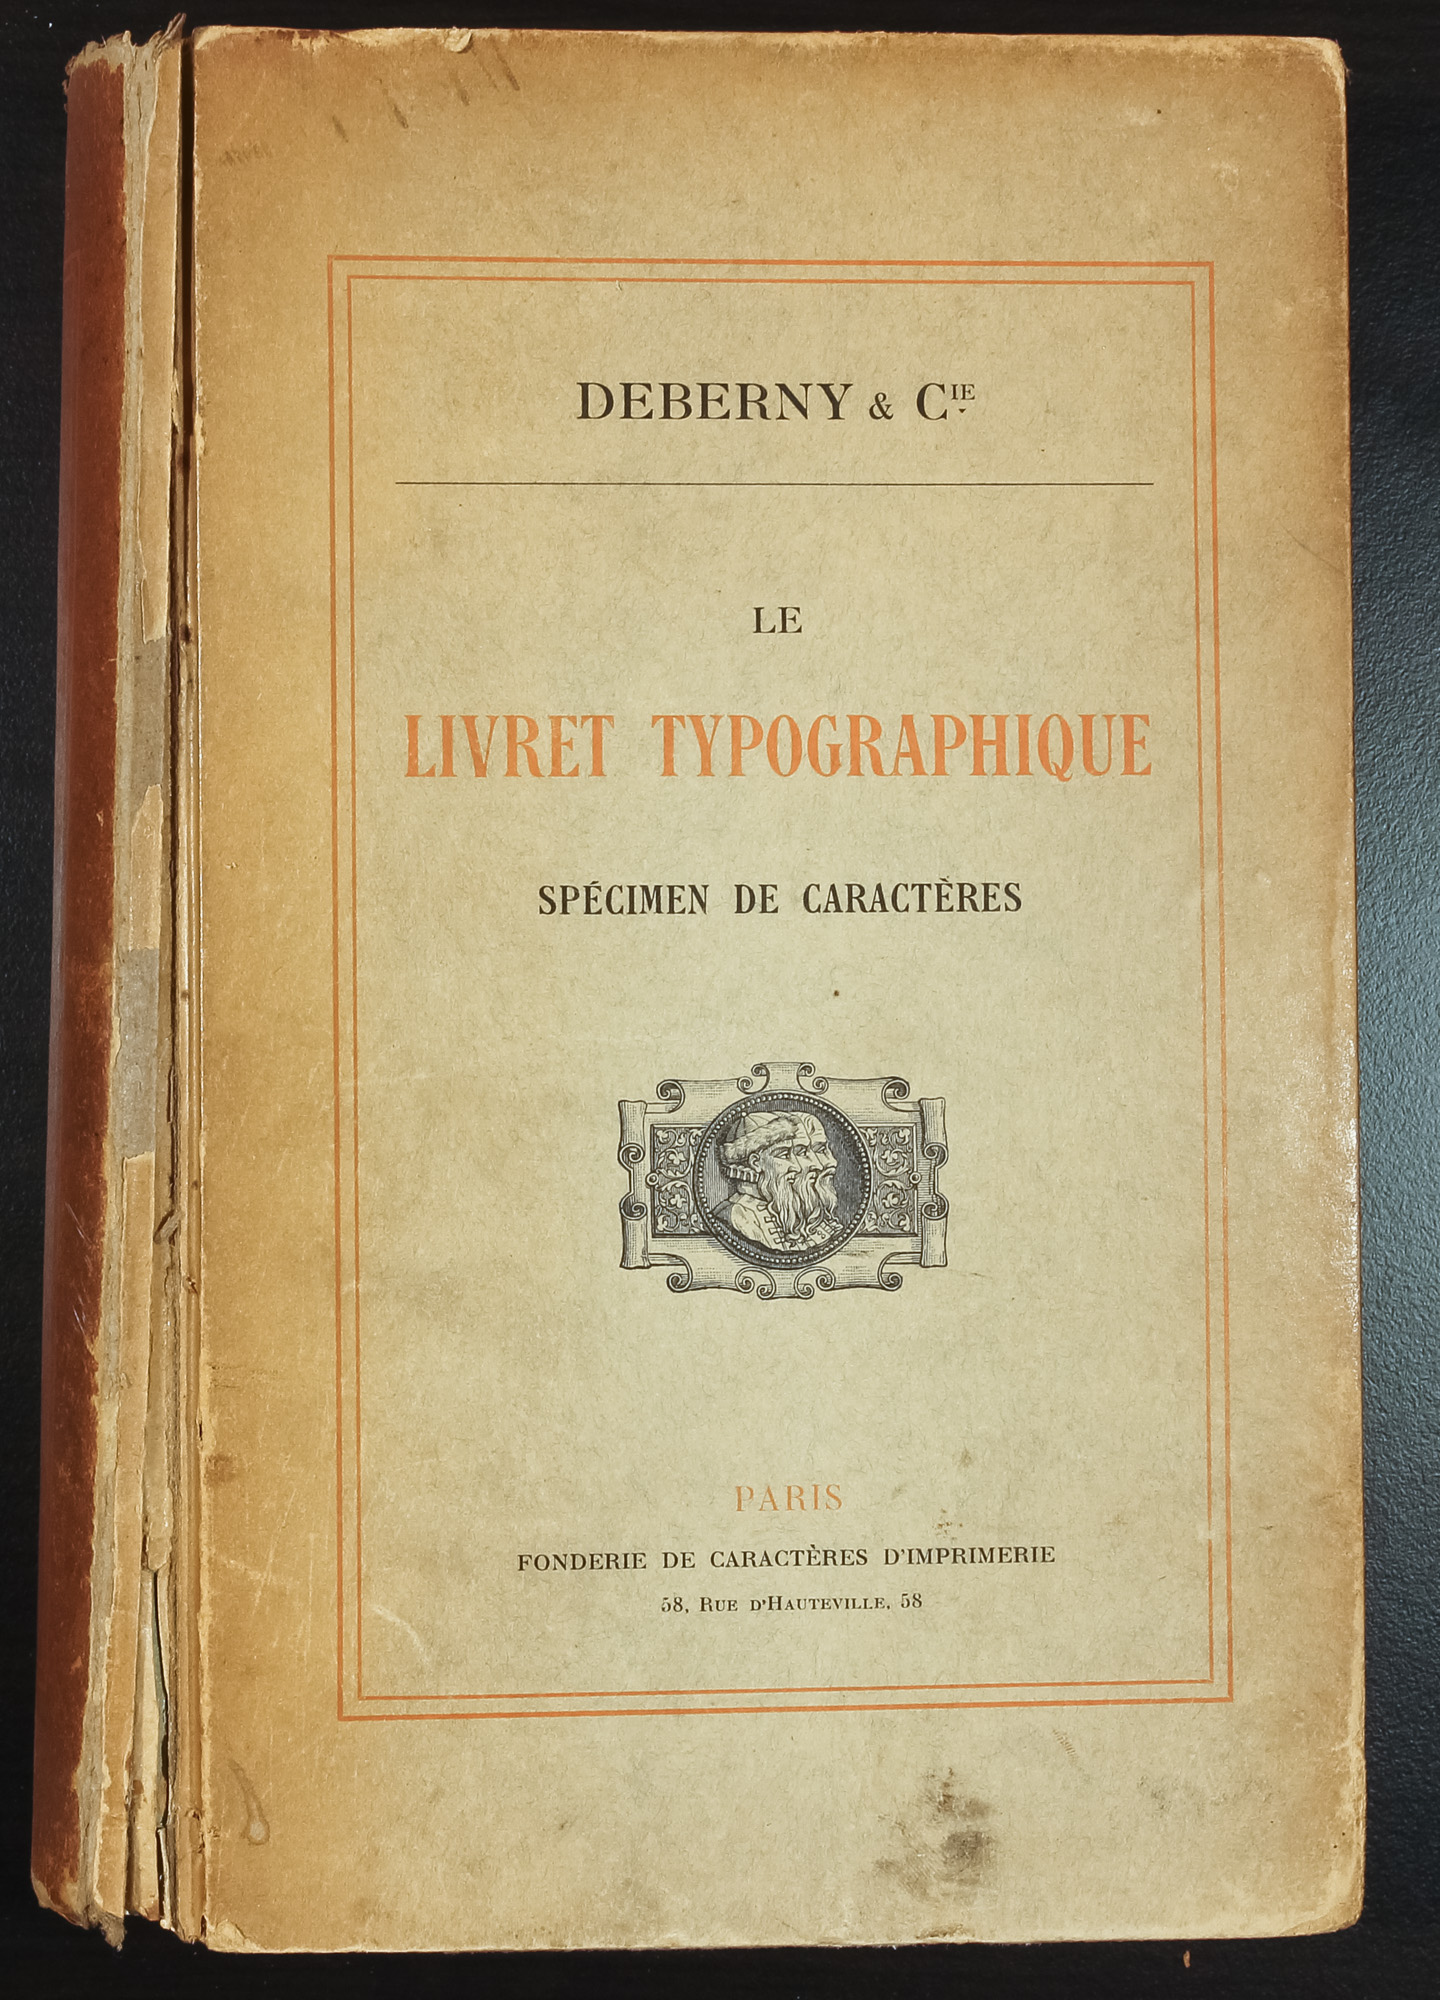 DEBERNY & CIE
LE
LIVRET TYPOGRAPHIQUE
SPÉCIMEN DE CARACTÈRES
PARIS
FONDERIE DE CARACTÈRES D'IMPRIMERIE
58, RUE D'HAUTEVILLE, 58